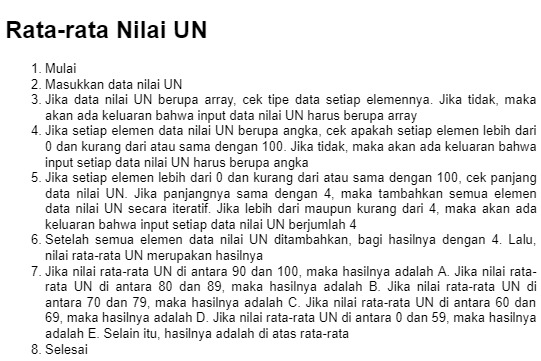 Rata-rata Nilai UN
1. Mulai
2. Masukkan data nilai UN
3. Jika data nilai UN berupa array, cek tipe data setiap elemennya. Jika tidak, maka
akan ada keluaran bahwa input data nilai UN harus berupa array
4. Jika setiap elemen data nilai UN berupa angka, cek apakah setiap elemen lebih dari
0 dan kurang dari atau sama dengan 100. Jika tidak, maka akan ada keluaran bahwa
input setiap data nilai UN harus berupa angka
5. Jika setiap elemen lebih dari 0 dan kurang dari atau sama dengan 100, cek panjang
data nilai UN. Jika panjangnya sama dengan 4, maka tambahkan semua elemen
data nilai UN secara iteratif. Jika lebih dari maupun kurang dari 4, maka akan ada
keluaran bahwa input setiap data nilai UN berjumlah 4
6. Setelah semua elemen data nilai UN ditambahkan, bagi hasilnya dengan 4. Lalu,
nilai rata-rata UN merupakan hasilnya
7. Jika nilai rata-rata UN di antara 90 dan 100, maka hasilnya adalah A. Jika nilai rata-
rata UN di antara 80 dan 89, maka hasilnya adalah B. Jika nilai rata-rata UN di
antara 70 dan 79, maka hasilnya adalah C. Jika nilai rata-rata UN di antara 60 dan
69, maka hasilnya adalah D. Jika nilai rata-rata UN di antara 0 dan 59, maka hasilnya
adalah E. Selain itu, hasilnya adalah di atas rata-rata
8. Selesai